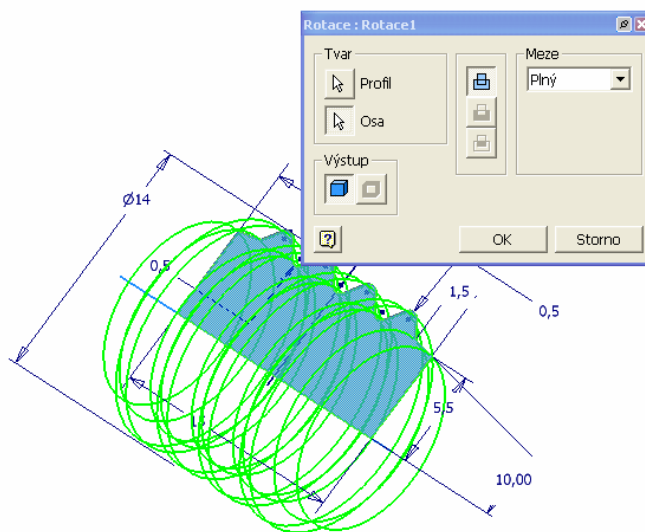 Rotace : Rotace1
Tvar
Profil
Osa
Výstup
Meze
Plný
OK
Storno
Ø14
0,5
1,5
0,5
5,5
10,00